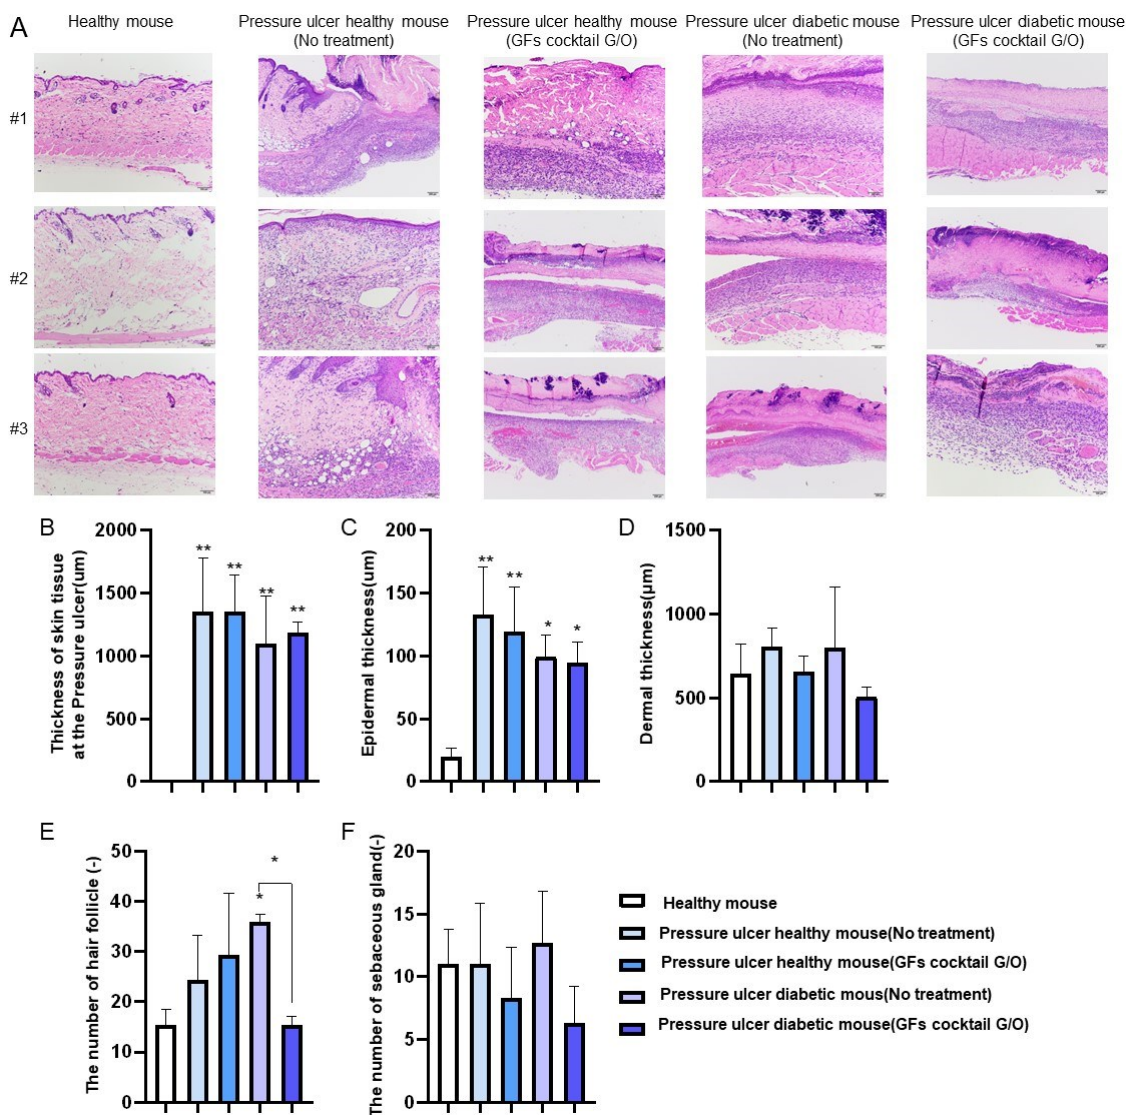 A
Healthy mouse
Pressure ulcer healthy mouse
(No treatment)
Pressure ulcer healthy mouse
(GFs cocktail G/O)
Pressure ulcer diabetic mouse
(No treatment)
Pressure ulcer diabetic mouse
(GFs cocktail G/O)
#1
#2
#3
B
Thickness of skin tissue
at the Pressure ulcer(um)
2000
1500
1000
500
0
**
**
**
**
C
Epidermal thickness(um)
200
150
100
50
0
**
**
*
*
D
Dermal thickness(μm)
1500
1000
500
0
E
The number of hair follicle (-)
50
40
30
20
10
0
*
*
F
The number of sebaceous gland(-)
20
15
10
5
0
Healthy mouse
Pressure ulcer healthy mouse(No treatment)
Pressure ulcer healthy mouse(GFs cocktail G/O)
Pressure ulcer diabetic mous(No treatment)
Pressure ulcer diabetic mouse(GFs cocktail G/O)